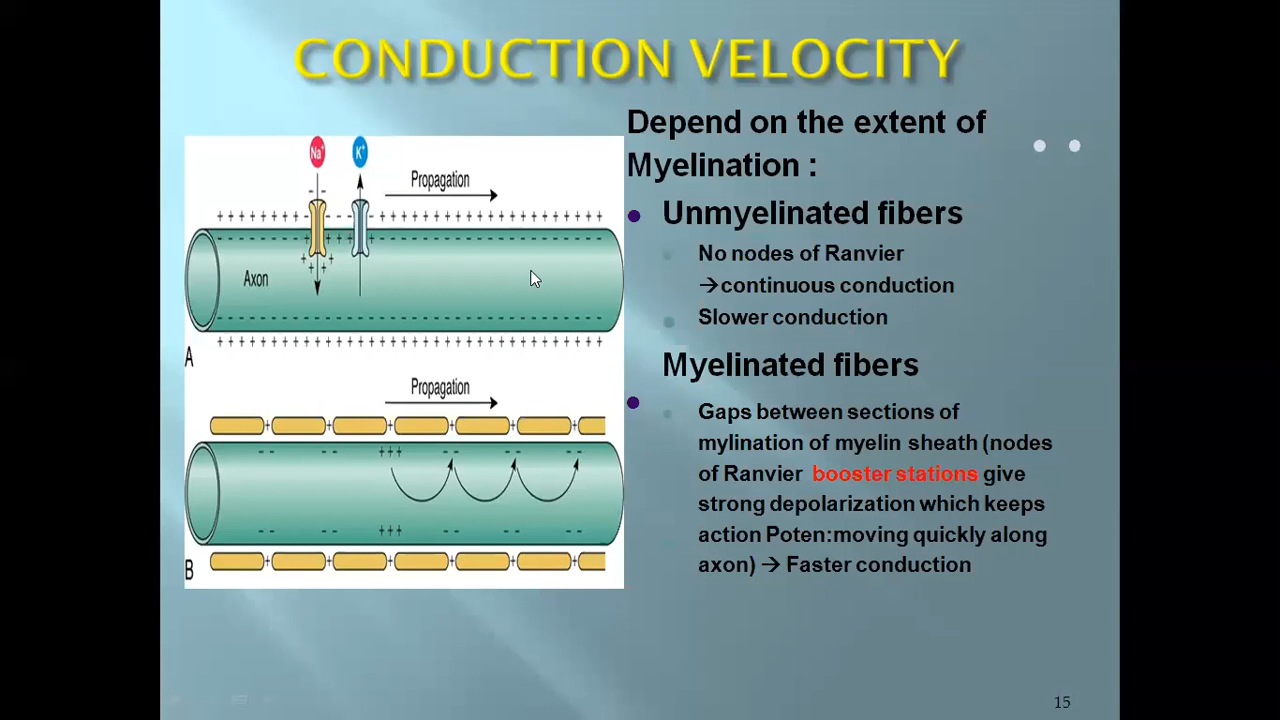 CONDUCTION VELOCITY
Na+
K+
Propagation
Axon
A
Propagation
B
Depend on the extent of
Myelination :
Unmyelinated fibers
No nodes of Ranvier
→continuous conduction
Slower conduction
Myelinated fibers
Gaps between sections of
mylination of myelin sheath (nodes
of Ranvier booster stations give
strong depolarization which keeps
action Poten:moving quickly along
axon) → Faster conduction
15